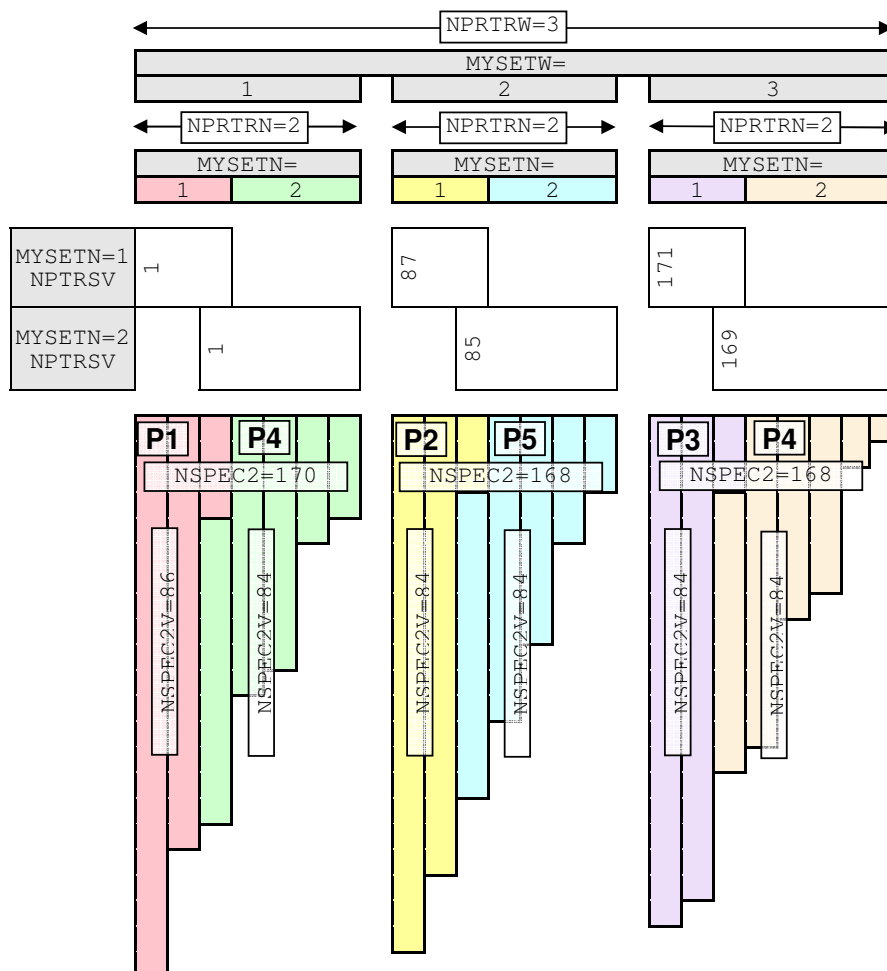 NPRTRW=3
MYSETW=
1 2 3
NPRTRN=2 NPRTRN=2 NPRTRN=2
MYSETN= MYSETN= MYSETN=
1 2 1 2 1 2
MYSETN=1
NPTRSV
1 87 171
MYSETN=2
NPTRSV
1 85 169
P1 P4 P2 P5 P3 P4
NSPEC2=170 NSPEC2=168 NSPEC2=168
NSPEC2V=86 NSPEC2V=84 NSPEC2V=84 NSPEC2V=84 NSPEC2V=84 NSPEC2V=84